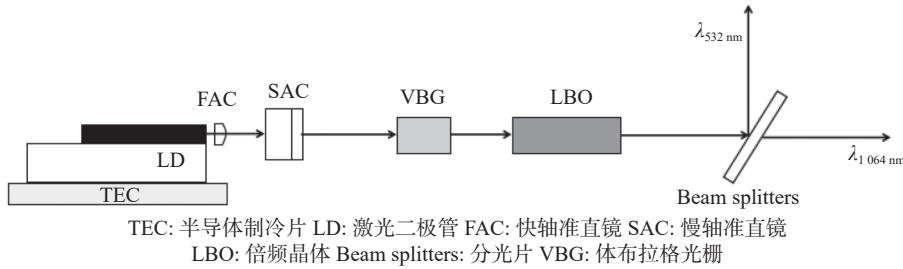 λ532 nm
SAC
FAC
VBG
LBO
LD
λ1 064 nm
TEC
Beam splitters
TEC: 半导体制冷片 LD: 激光二极管 FAC: 快轴准直镜 SAC: 慢轴准直镜
LBO: 倍频晶体 Beam splitters: 分光片 VBG: 体布拉格光栅